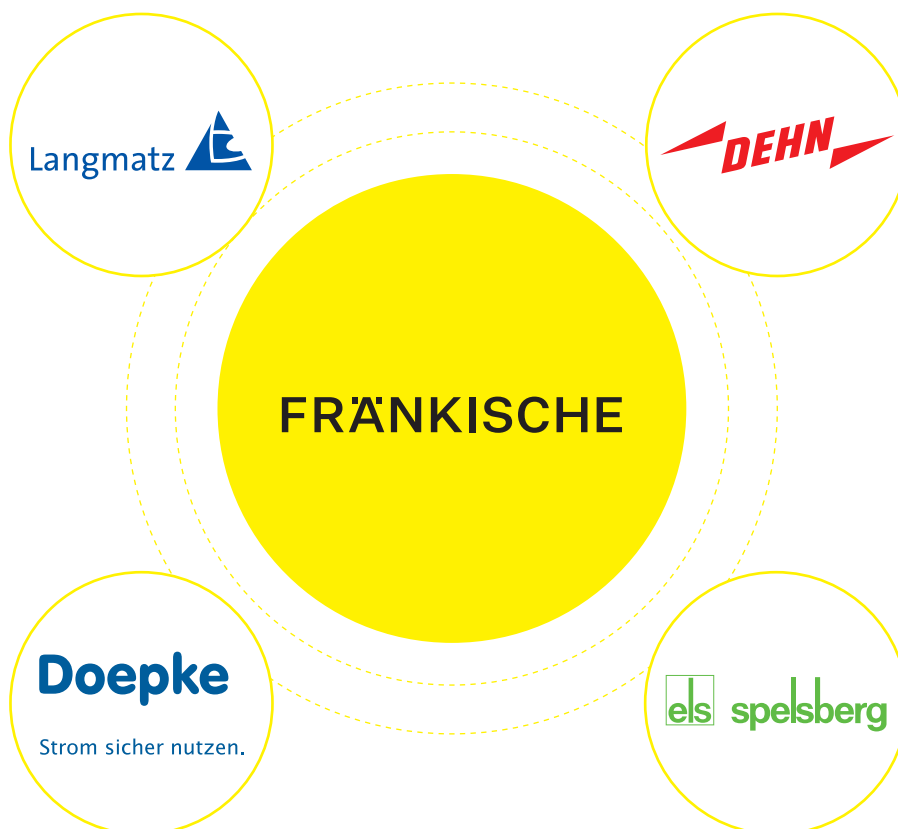 Langmatz
DEHN
FRÄNKISCHE
Doepke
Strom sicher nutzen.
els spelsberg